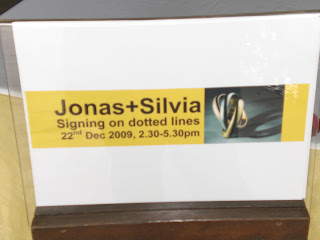 Jonas+Silvia
Signing on dotted lines
22nd Dec 2009, 2.30-5.30pm